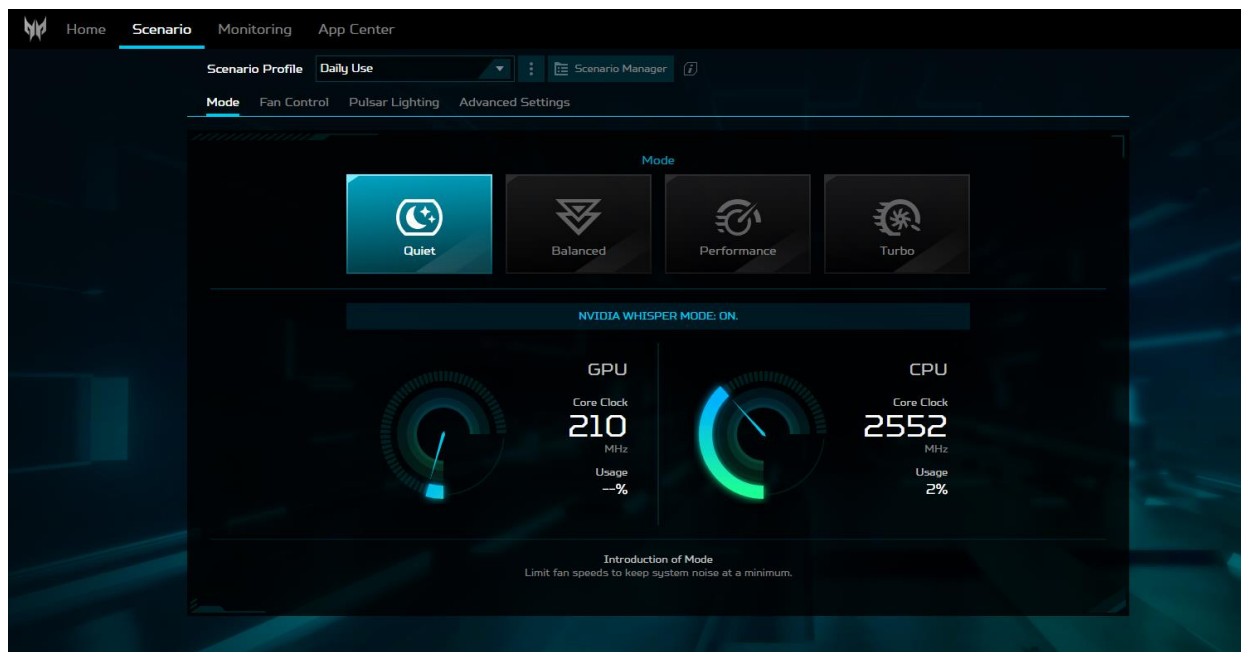 Home Scenario Monitoring App Center
Scenario Profile Daily Use Scenario Manager i
Mode Fan Control Pulsar Lighting Advanced Settings
Mode
Quiet Balanced Performance Turbo
NVIDIA WHISPER MODE: ON.
GPU
Core Clock
210
MHz
Usage
--%
CPU
Core Clock
2552
MHz
Usage
2%
Introduction of Mode
Limit fan speeds to keep system noise at a minimum.